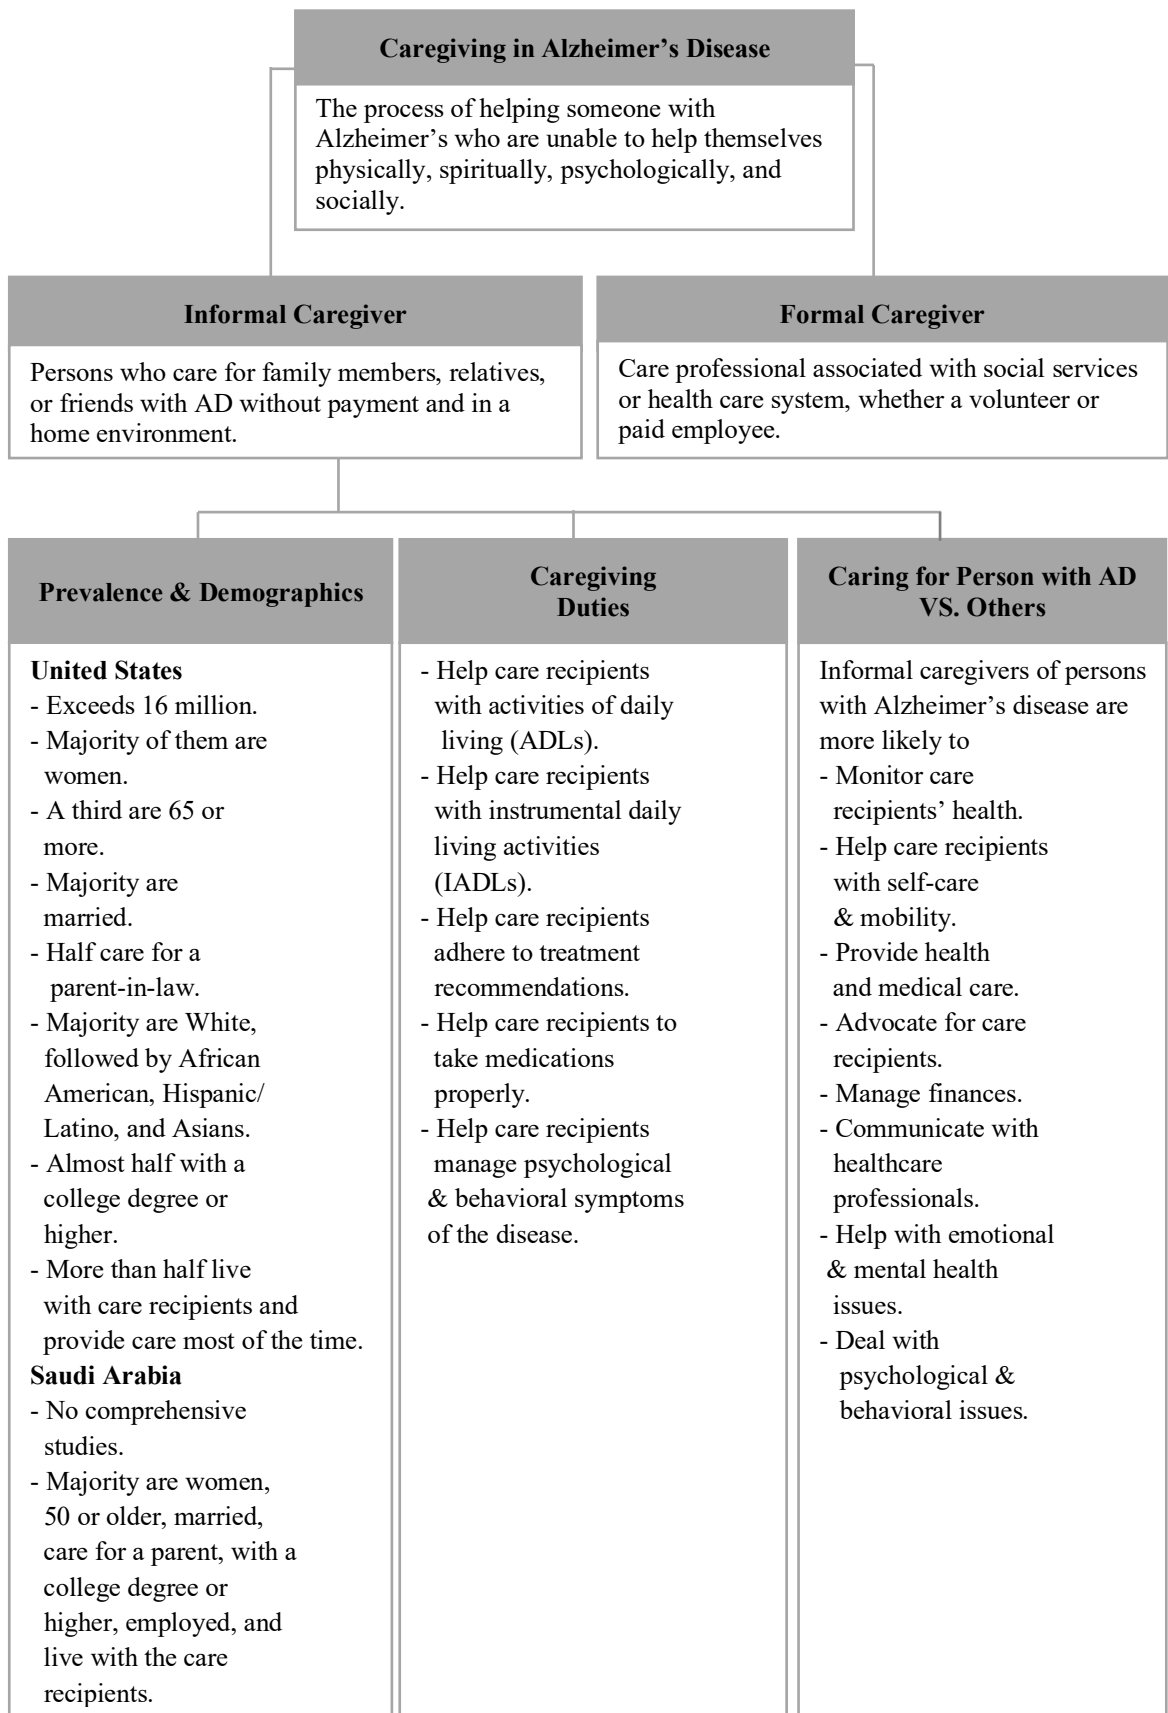 Caregiving in Alzheimer’s Disease
The process of helping someone with
Alzheimer’s who are unable to help themselves
physically, spiritually, psychologically, and
socially.
Informal Caregiver
Persons who care for family members, relatives,
or friends with AD without payment and in a
home environment.
Formal Caregiver
Care professional associated with social services
or health care system, whether a volunteer or
paid employee.
Prevalence & Demographics
United States
- Exceeds 16 million.
- Majority of them are
women.
- A third are 65 or
more.
- Majority are
married.
- Half care for a
parent-in-law.
- Majority are White,
followed by African
American, Hispanic/
Latino, and Asians.
- Almost half with a
college degree or
higher.
- More than half live
with care recipients and
provide care most of the time.
Saudi Arabia
- No comprehensive
studies.
- Majority are women,
50 or older, married,
care for a parent, with a
college degree or
higher, employed, and
live with the care
recipients.
Caregiving
Duties
- Help care recipients
with activities of daily
living (ADLs).
- Help care recipients
with instrumental daily
living activities
(IADLs).
- Help care recipients
adhere to treatment
recommendations.
- Help care recipients to
take medications
properly.
- Help care recipients
manage psychological
& behavioral symptoms
of the disease.
Caring for Person with AD
VS. Others
Informal caregivers of persons
with Alzheimer’s disease are
more likely to
- Monitor care
recipients’ health.
- Help care recipients
with self-care
& mobility.
- Provide health
and medical care.
- Advocate for care
recipients.
- Manage finances.
- Communicate with
healthcare
professionals.
- Help with emotional
& mental health
issues.
- Deal with
psychological &
behavioral issues.